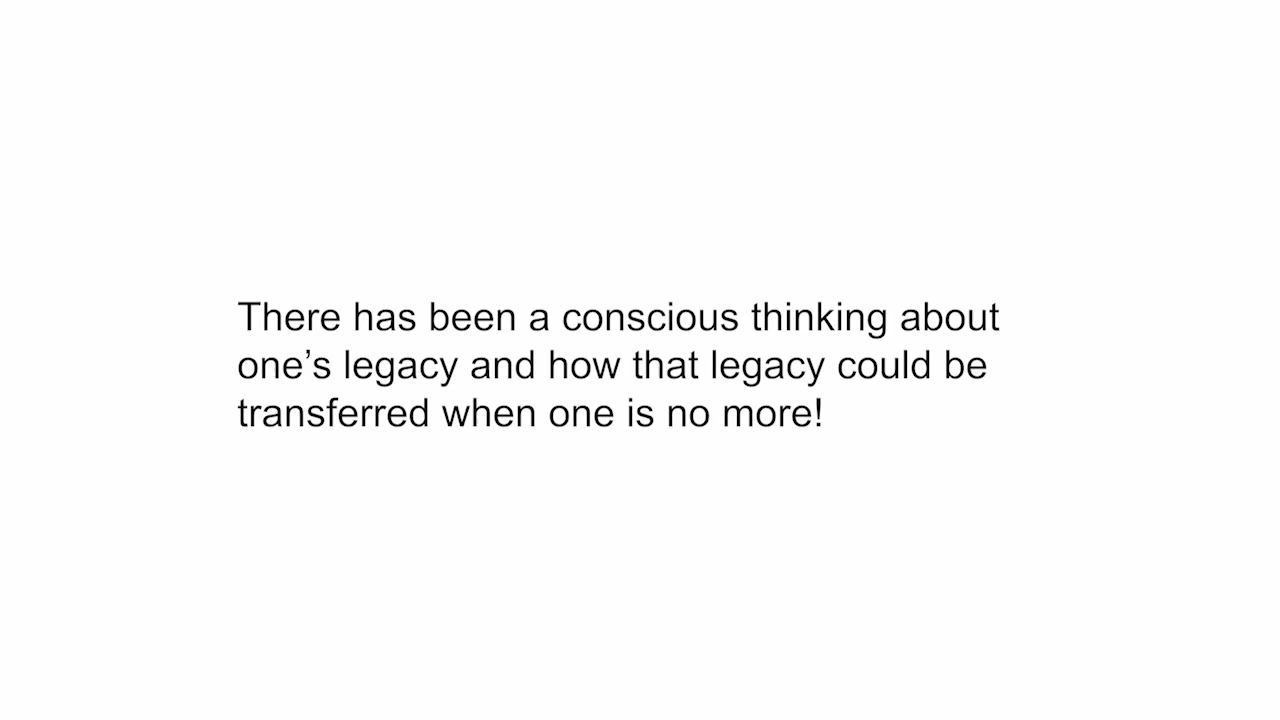 There has been a conscious thinking about
one’s legacy and how that legacy could be
transferred when one is no more!